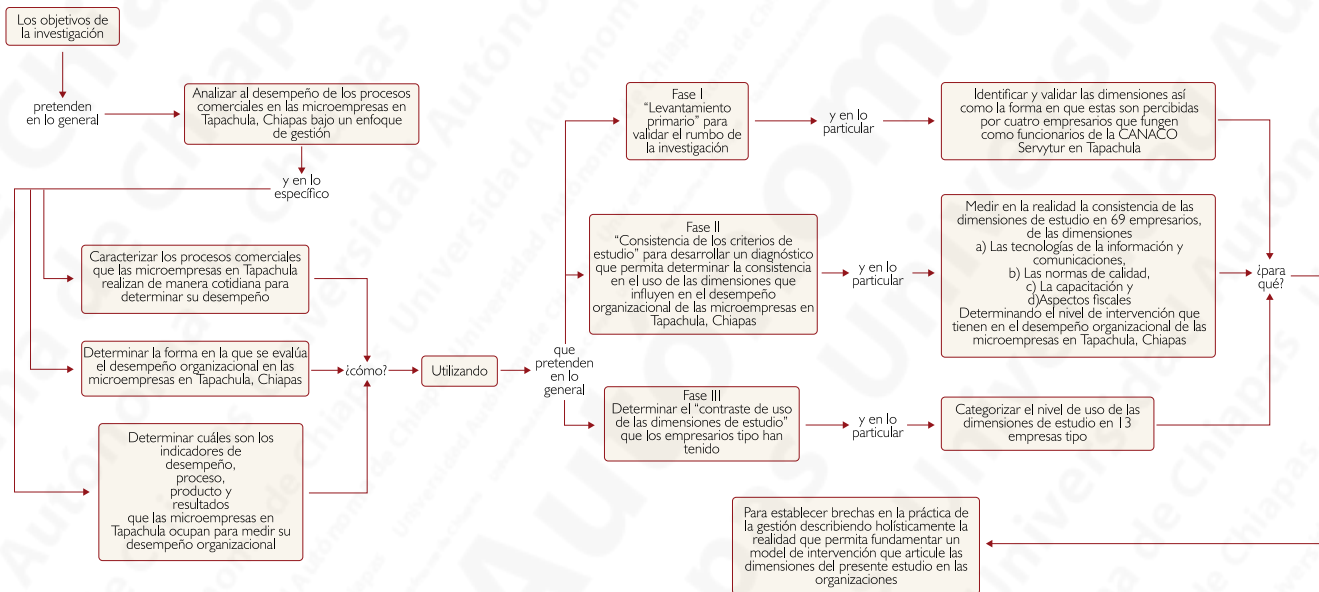 Los objetivos de
la investigación
pretenden
en lo general
Analizar al desempeño de los procesos
comerciales en las microempresas en
Tapachula, Chiapas bajo un enfoque
de gestión
y en lo
específico
Caracterizar los procesos comerciales
que las microempresas en Tapachula
realizan de manera cotidiana para
determinar su desempeño
Determinar la forma en la que se evalúa
el desempeño organizacional en las
microempresas en Tapachula, Chiapas
Determinar cuáles son los
indicadores de
desempeño,
proceso,
producto y
resultados
que las microempresas en
Tapachula ocupan para medir su
desempeño organizacional
¿cómo?
Utilizando
que
pretenden
en lo
general
Fase I
“Levantamiento
primario” para
validar el rumbo de
la investigación
y en lo
particular
Identificar y validar las dimensiones así
como la forma en que estas son percibidas
por cuatro empresarios que fungen
como funcionarios de la CANACO
Servytur en Tapachula
Fase II
“Consistencia de los criterios de
estudio” para desarrollar un diagnóstico
que permita determinar la consistencia
en el uso de las dimensiones que
influyen en el desempeño
organizacional de las microempresas en
Tapachula, Chiapas
y en lo
particular
Medir en la realidad la consistencia de las
dimensiones de estudio en 69 empresarios,
de las dimensiones
a) Las tecnologías de la información y
comunicaciones,
b) Las normas de calidad,
c) La capacitación y
d)Aspectos fiscales
Determinando el nivel de intervención que
tienen en el desempeño organizacional de las
microempresas en Tapachula, Chiapas
Fase III
Determinar el “contraste de uso
de las dimensiones de estudio”
que los empresarios tipo han
tenido
y en lo
particular
Categorizar el nivel de uso de las
dimensiones de estudio en 13
empresas tipo
¿para
qué?
Para establecer brechas en la práctica de
la gestión describiendo holísticamente la
realidad que permita fundamentar un
model de intervención que articule las
dimensiones del presente estudio en las
organizaciones